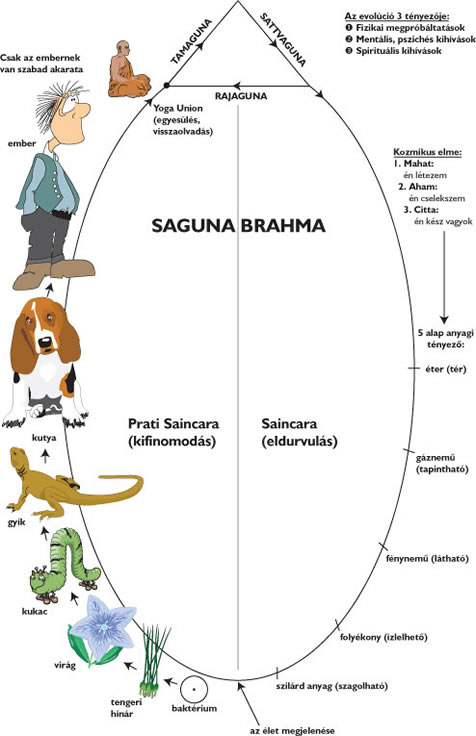 Az evolúció 3 tényezője:
❶ Fizikai megpróbáltatások
❷ Mentális, pszichés kihívások
❸ Spirituális kihívások
Csak az embernek
van szabad akarata
TAMAGUNA
SATTVAGUNA
RAJAGUNA
Yoga Union
(egyesülés,
visszaolvadás)
ember
Kozmikus elme:
1. Mahat:
én létezem
2. Aham:
én cselekszem
3. Citta:
én kész vagyok
SAGUNA BRAHMA
5 alap anyagi
tényező:
éter (tér)
Prati Saincara
(kifinomodás)
Saincara
(eldurvulás)
kutya
gáznemű
(tapintható)
gyík
fénynemű (látható)
kukac
folyékony (izlelhető)
virág
szilárd anyag (szagolható)
tengeri
hínár
baktérium
az élet megjelenése